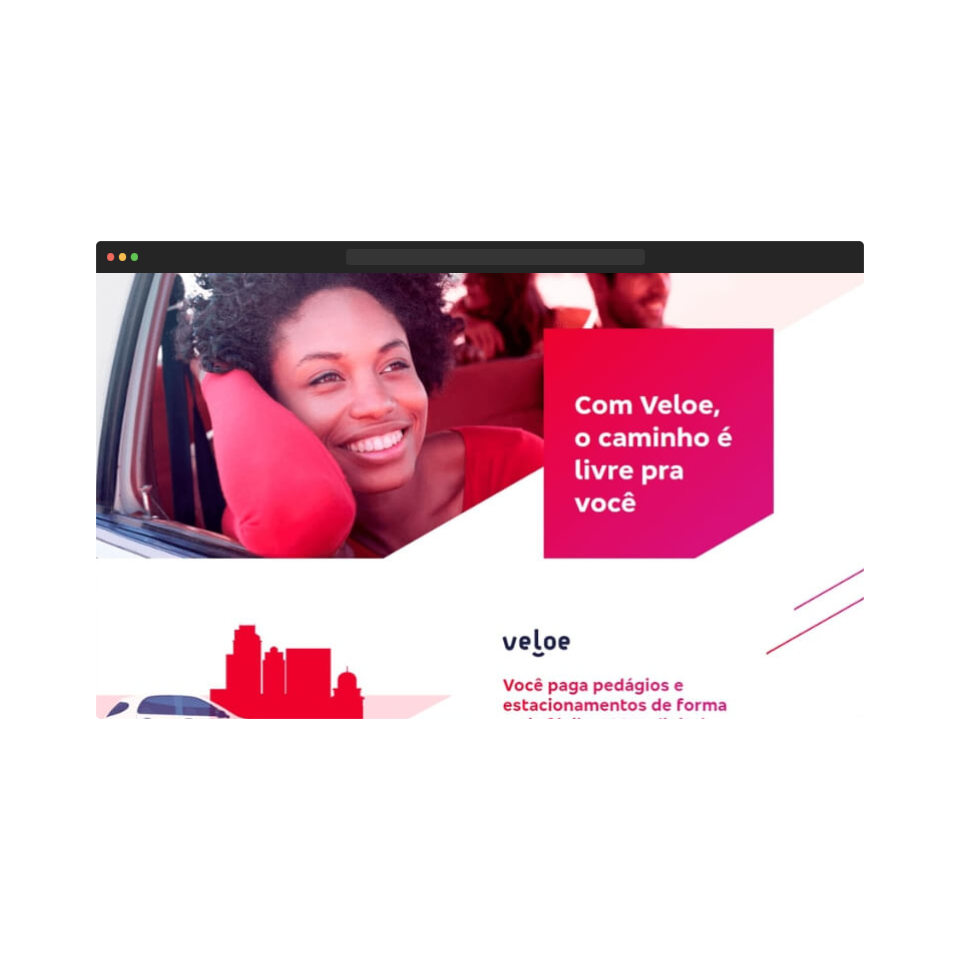 Com Veloe,
o caminho é
livre pra
você
veloe
Você paga pedágios e
estacionamentos de forma